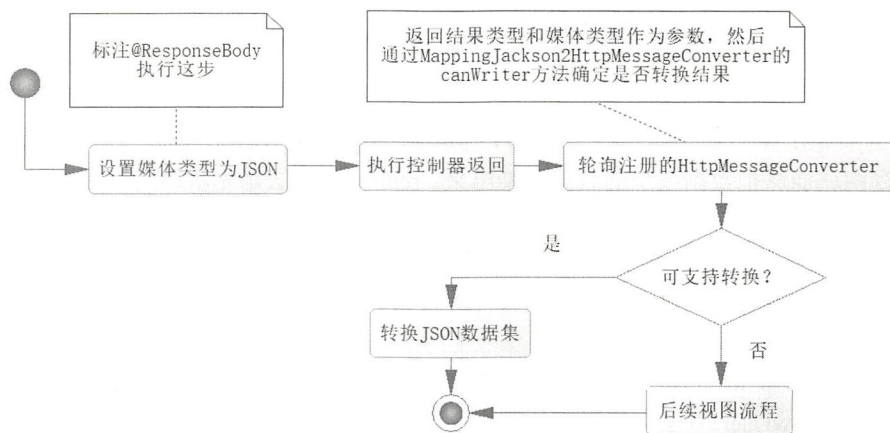 标注@ResponseBody
执行这步
返回结果类型和媒体类型作为参数，然后
通过MappingJackson2HttpMessageConverter的
canWriter方法确定是否转换结果
设置媒体类型为JSON
执行控制器返回
轮询注册的HttpMessageConverter
是
可支持转换？
转换JSON数据集
否
后续视图流程